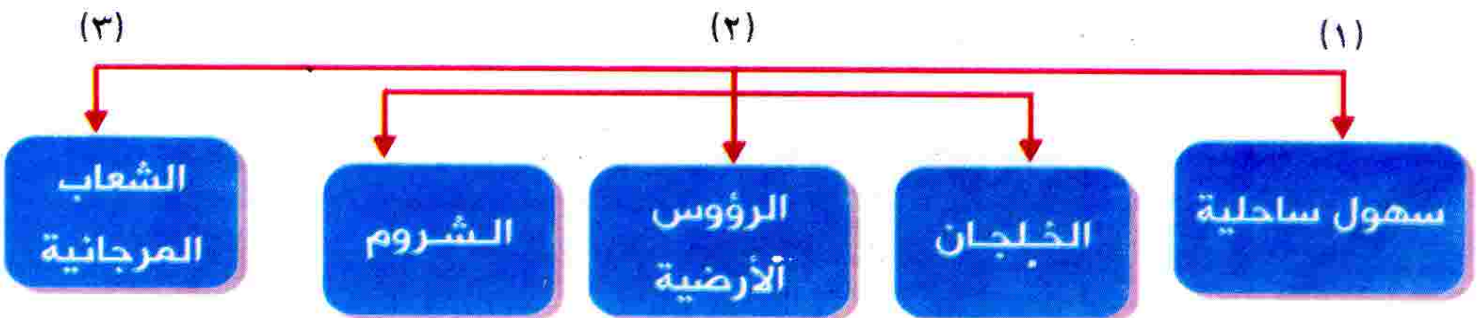 (١)
(٢)
(٣)
سهول ساحلية
الخلجان
الرؤوس
الأرضية
الشروم
الشعاب
المرجانية